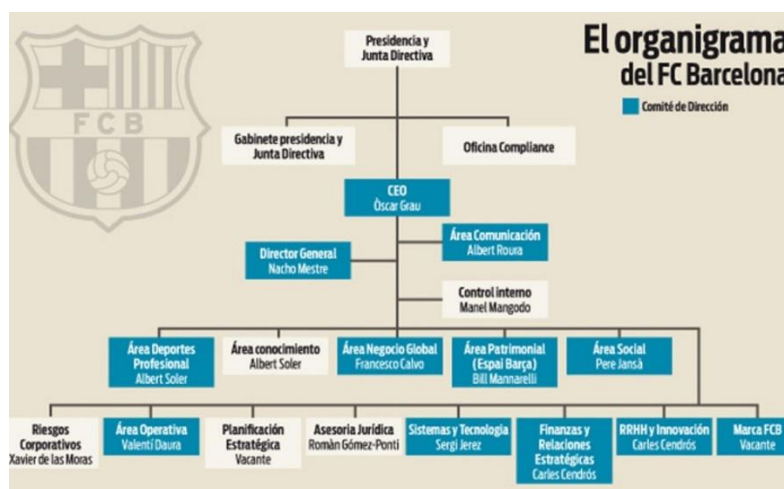 El organigrama
del FC Barcelona
Comité de Dirección
FCB
Presidencia y
Junta Directiva
Gabinete presidencia y
Junta Directiva
Oficina Compliance
CEO
Òscar Grau
Área Comunicación
Albert Roura
Director General
Nacho Mestre
Control interno
Manel Mangodo
Área Deportes
Profesional
Albert Soler
Área conocimiento
Albert Soler
Área Negocio Global
Francesco Calvo
Área Patrimonial
(Espai Barça)
Bill Mannarelli
Área Social
Pere Jansà
Riesgos
Corporativos
Xavier de las Moras
Área Operativa
Valentí Daura
Planificación
Estratégica
Vacante
Asesoria Jurídica
Romàn Gómez-Ponti
Sistemas y Tecnología
Sergi Jerez
Finanzas y
Relaciones
Estratégicas
Carles Cendrós
RRHH y Innovación
Carles Cendrós
Marca FCB
Vacante